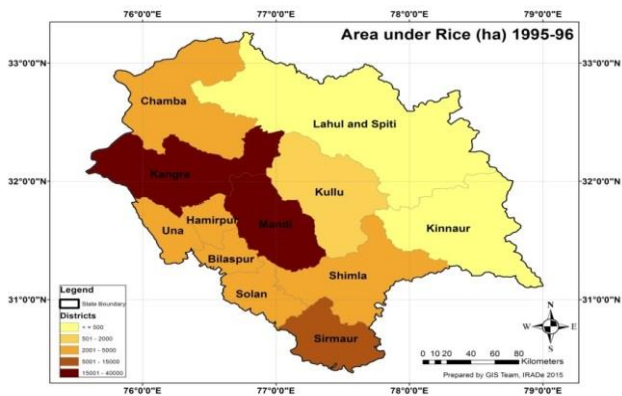 Area under Rice (ha) 1995-96
76°0'0"E 77°0'0"E 78°0'0"E 79°0'0"E
33°0'0"N 33°0'0"N
Chamba
Lahul and Spiti
Kangra
32°0'0"N 32°0'0"N
Kullu
Hamirpur Mandi Kinnaur
Una
Bilaspur
Shimla
Solan
31°0'0"N 31°0'0"N
Sirmaur
Legend
State Boundary
Districts
< = 500
501 - 2000
2001 - 5000
5001 - 15000
15001 - 40000
N
W E
S
0 10 20 40 60 80
Kilometers
Prepared by GIS Team, IRADe 2015
76°0'0"E 77°0'0"E 78°0'0"E 79°0'0"E